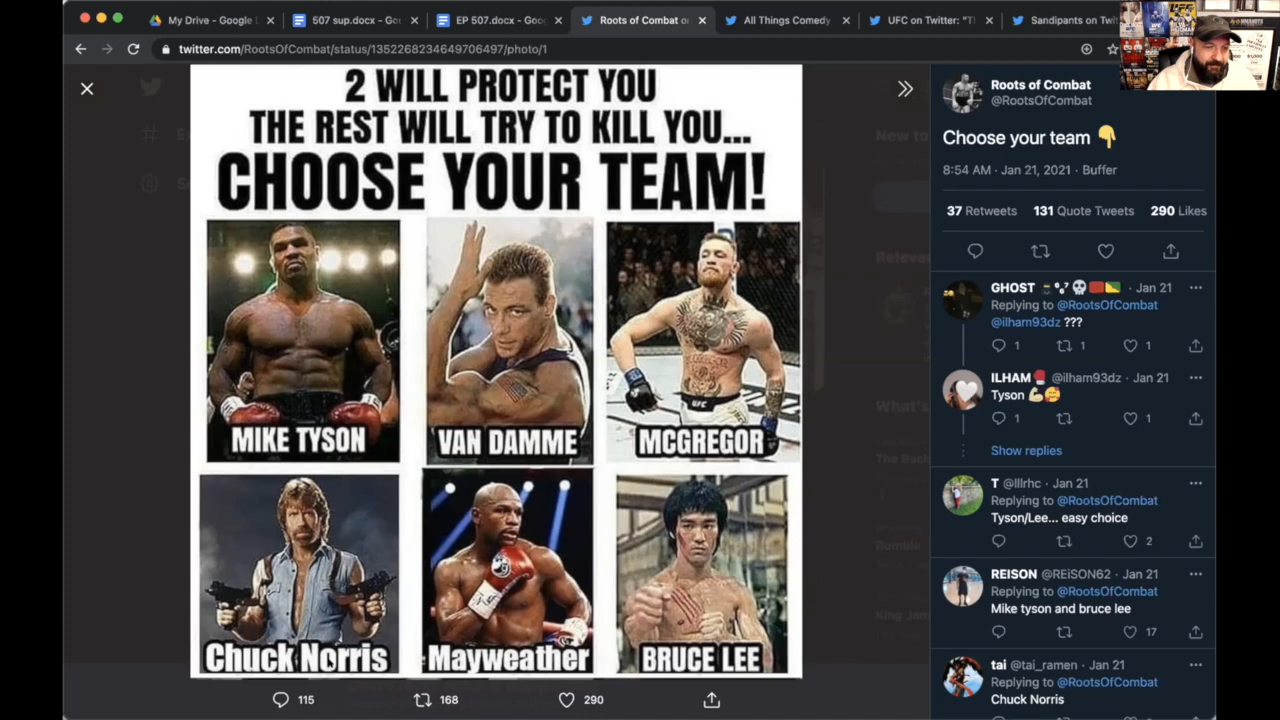 My Drive - Google
507 sup.docx - Goo
EP 507.docx - Goog
Roots of Combat o
All Things Comedy
UFC on Twitter: "T
Sandipants on Twi
twitter.com/RootsOfCombat/status/1352268234649706497/photo/1
2 WILL PROTECT YOU
THE REST WILL TRY TO KILL YOU...
CHOOSE YOUR TEAM!
MIKE TYSON
VAN DAMME
MCGREGOR
UFC
Chuck Norris
Mayweather
BRUCE LEE
115
168
290
Roots of Combat
@RootsOfCombat
Choose your team 👇
8:54 AM · Jan 21, 2021 · Buffer
37 Retweets 131 Quote Tweets 290 Likes
GHOST · Jan 21
Replying to @RootsOfCombat
@ilham93dz ???
1 1 1
ILHAM @ilham93dz · Jan 21
Tyson 💪🥰
1 1
Show replies
T @lllrhc · Jan 21
Replying to @RootsOfCombat
Tyson/Lee... easy choice
2
REISON @REiSON62 · Jan 21
Replying to @RootsOfCombat
Mike tyson and bruce lee
17
tai @tai_ramen · Jan 21
Replying to @RootsOfCombat
Chuck Norris